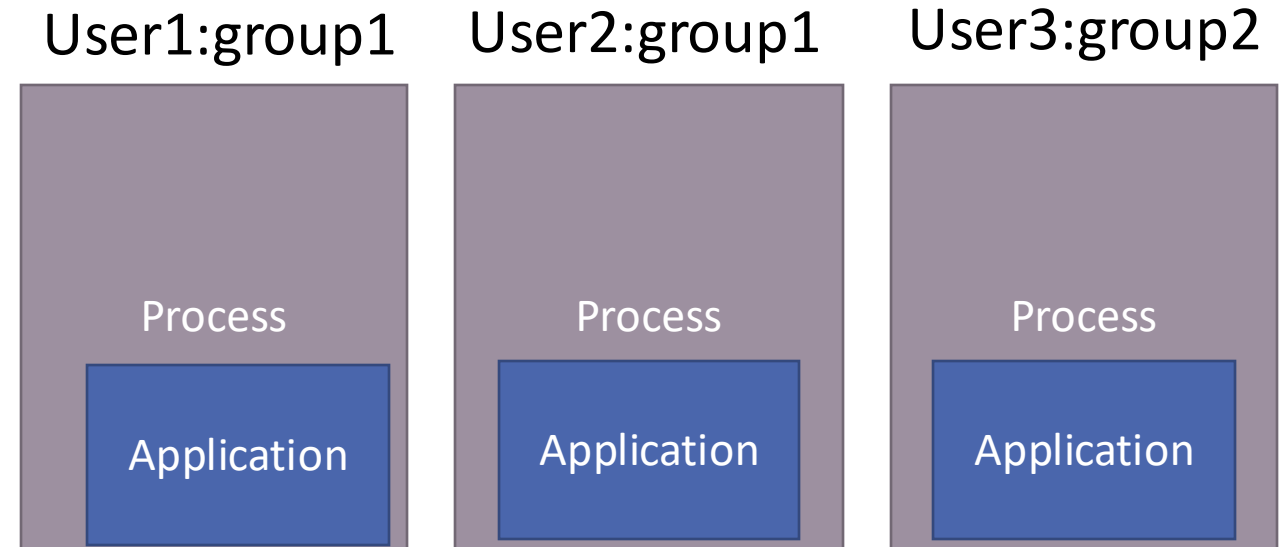 User1:group1
User2:group1
User3:group2
Process
Process
Process
Application
Application
Application